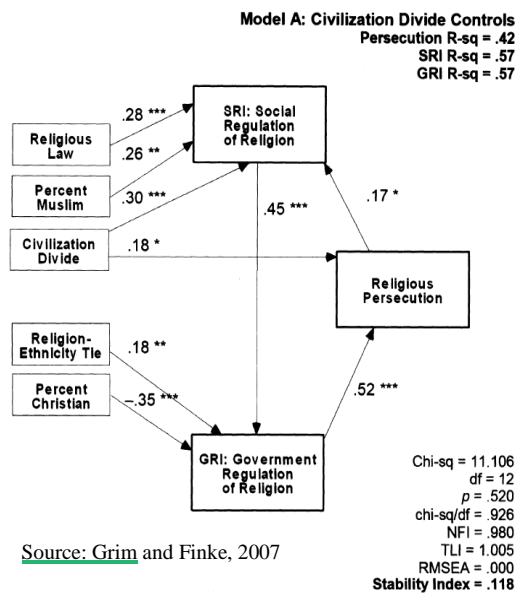 Model A: Civilization Divide Controls
Persecution R-sq = .42
SRI R-sq = .57
GRI R-sq = .57
SRI: Social
Regulation
of Religion
.28 ***
Religious
Law
.26 **
Percent
Muslim
.30 ***
.45 ***
.17 *
Civilization
Divide
.18 *
Religious
Persecution
Religion-
Ethnicity Tie
.18 **
Percent
Christian
-.35 ***
.52 ***
GRI: Government
Regulation
of Religion
Chi-sq = 11.106
df = 12
p = .520
chi-sq/df = .926
NFI = .980
TLI = 1.005
RMSEA = .000
Stability Index = .118
Source: Grim and Finke, 2007